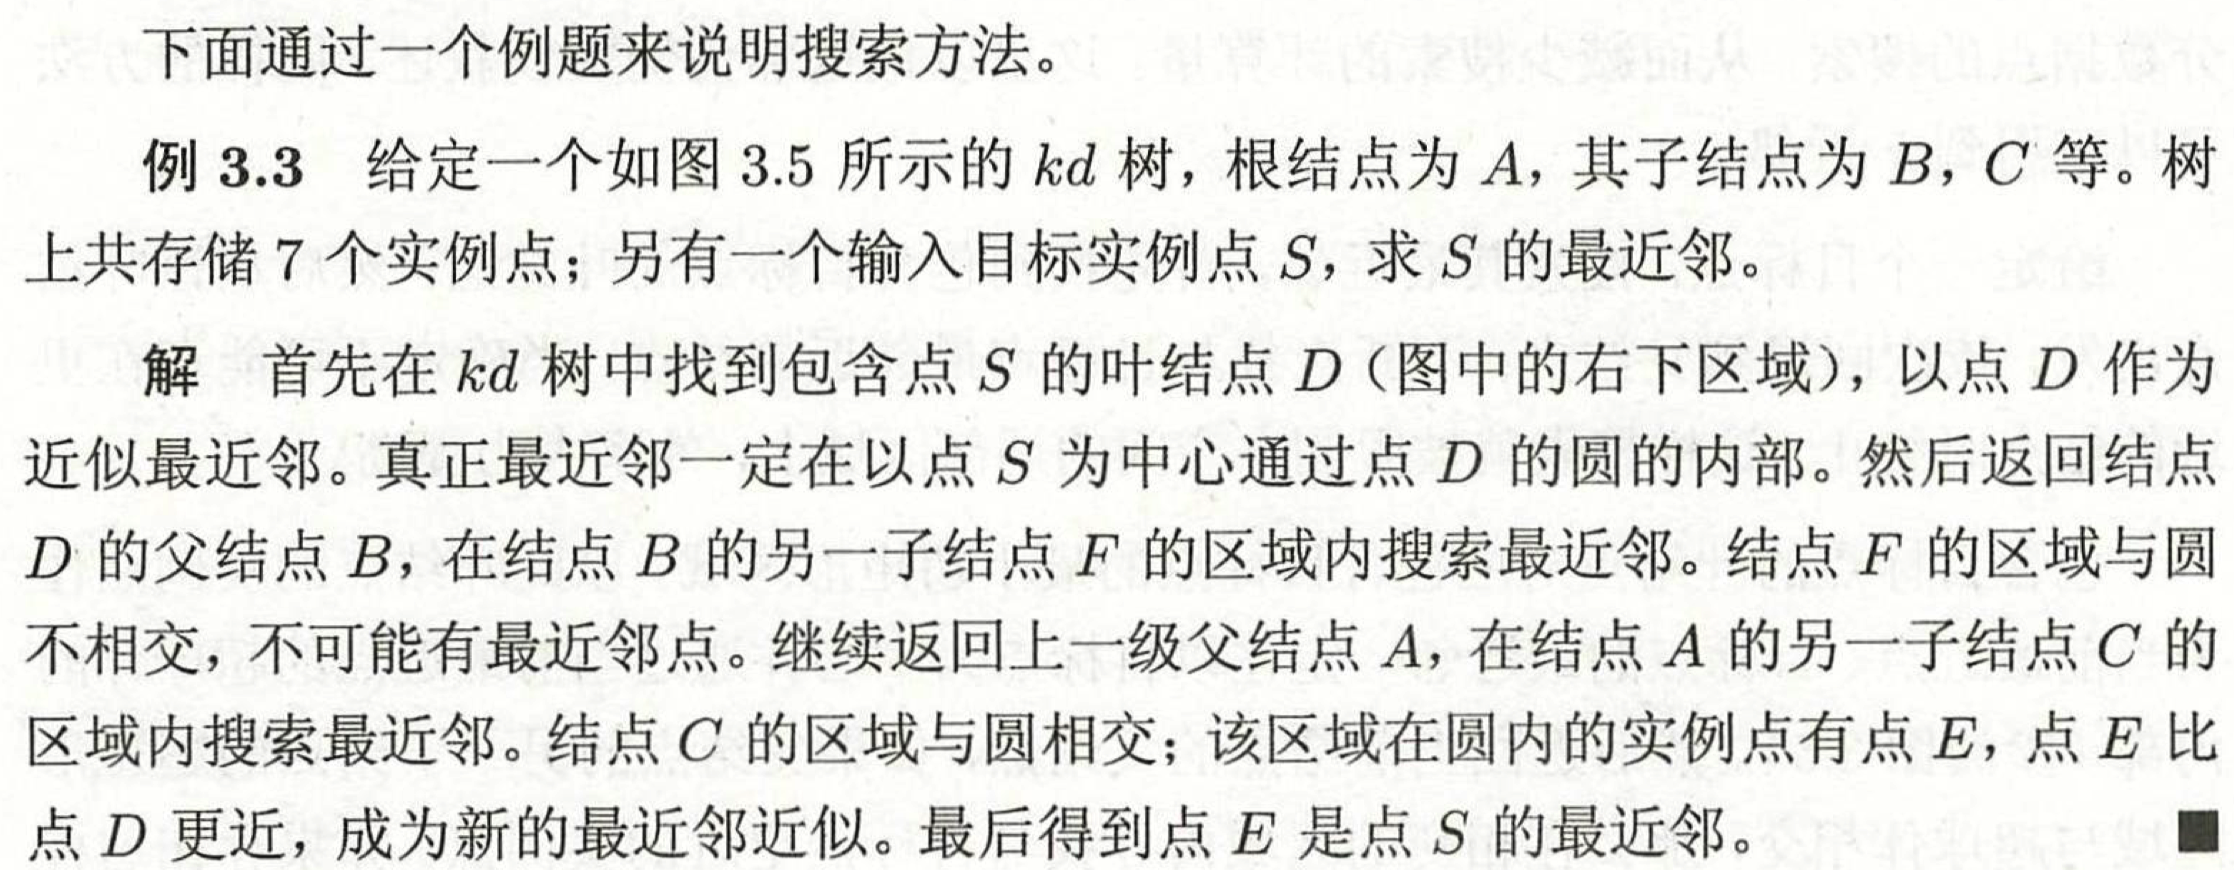 下面通过一个例题来说明搜索方法。
例 3.3 给定一个如图 3.5 所示的 kd 树，根结点为 A，其子结点为 B，C 等。树
上共存储 7 个实例点；另有一个输入目标实例点 S，求 S 的最近邻。
解 首先在 kd 树中找到包含点 S 的叶结点 D（图中的右下区域），以点 D 作为
近似最近邻。真正最近邻一定在以点 S 为中心通过点 D 的圆的内部。然后返回结点
D 的父结点 B，在结点 B 的另一子结点 F 的区域内搜索最近邻。结点 F 的区域与圆
不相交，不可能有最近邻点。继续返回上一级父结点 A，在结点 A 的另一子结点 C 的
区域内搜索最近邻。结点 C 的区域与圆相交；该区域在圆内的实例点有点 E，点 E 比
点 D 更近，成为新的最近邻近似。最后得到点 E 是点 S 的最近邻。 ■